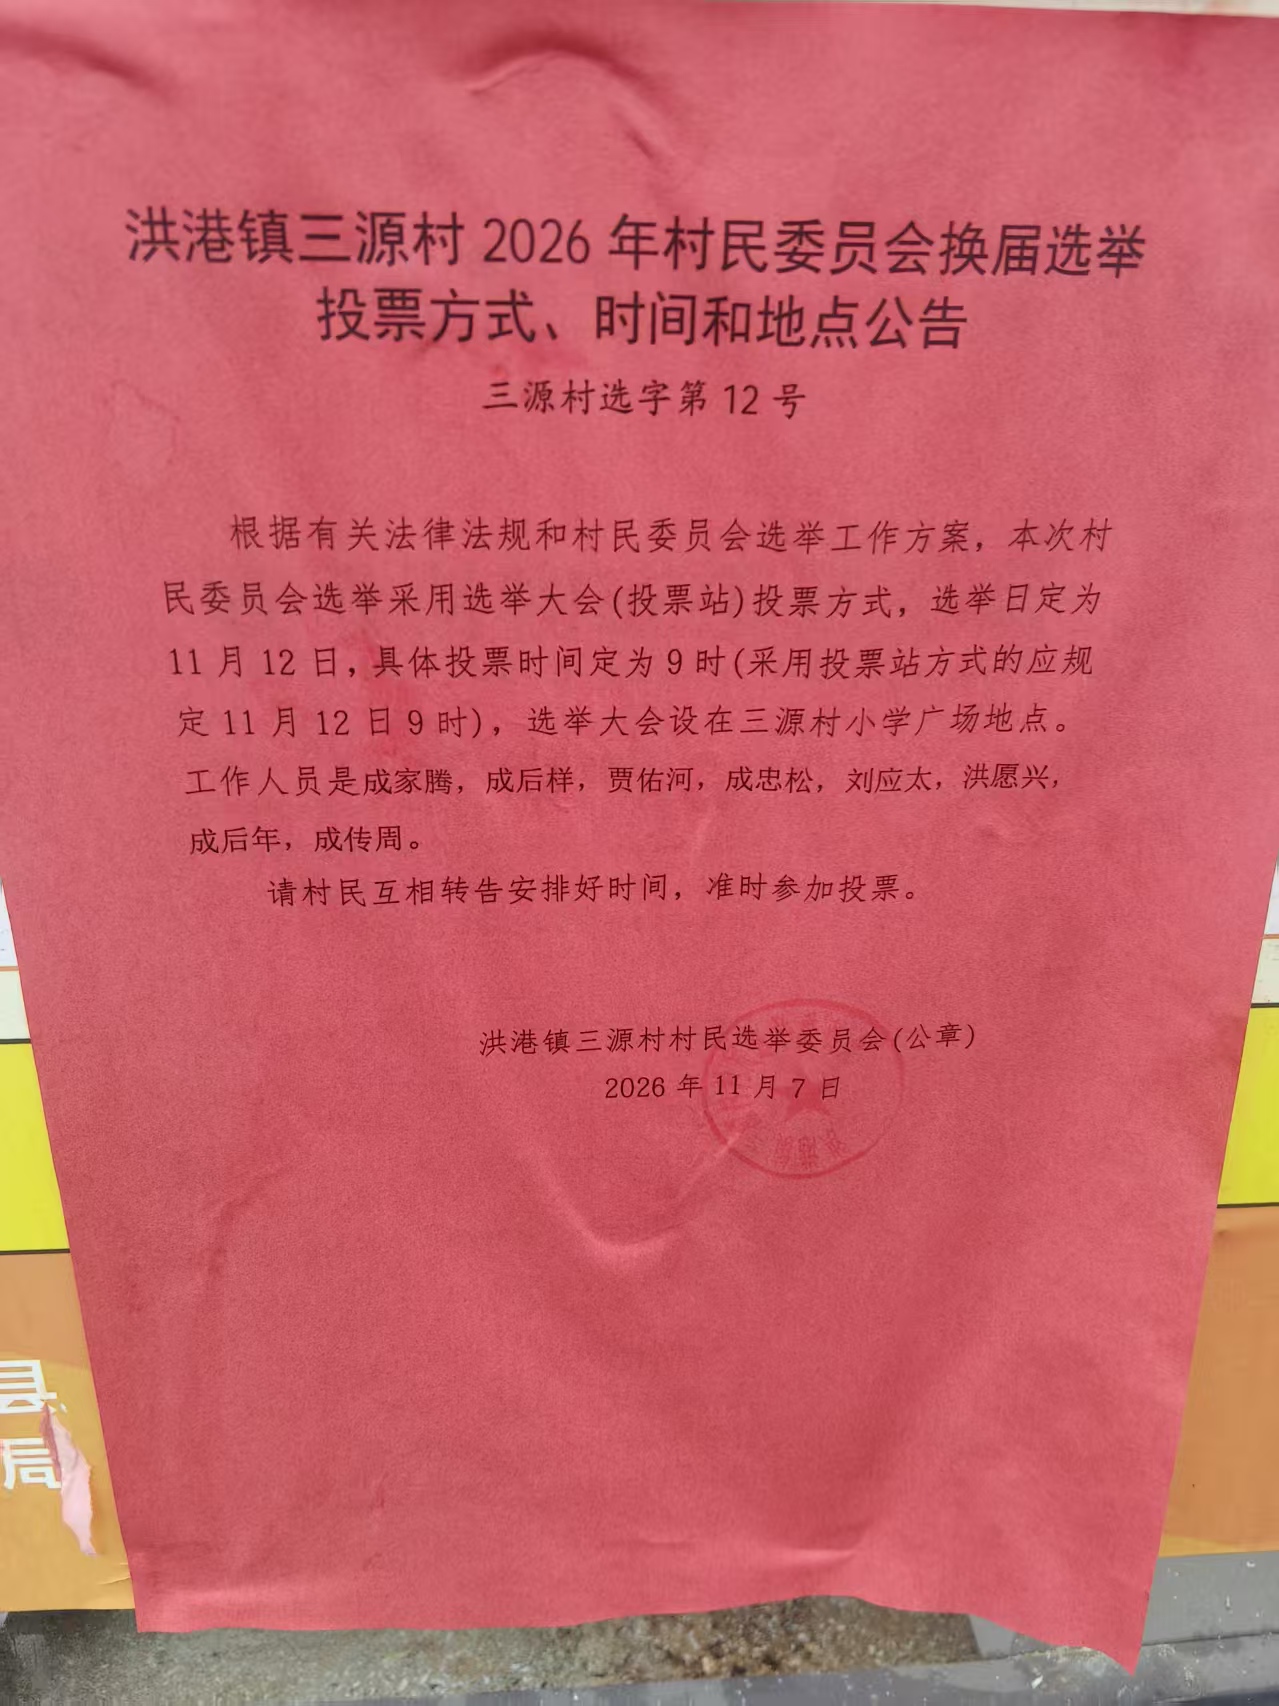 洪港镇三源村 2026 年村民委员会换届选举
投票方式、时间和地点公告
三源村选字第 12 号
根据有关法律法规和村民委员会选举工作方案，本次村
民委员会选举采用选举大会(投票站)投票方式，选举日定为
11 月 12 日，具体投票时间定为 9 时(采用投票站方式的应规
定 11 月 12 日 9 时)，选举大会设在三源村小学广场地点。
工作人员是成家腾，成后样，贾佑河，成忠松，刘应太，洪愿兴，
成后年，成传周。
请村民互相转告安排好时间，准时参加投票。
洪港镇三源村村民选举委员会(公章)
2026 年 11 月 7 日
县
局